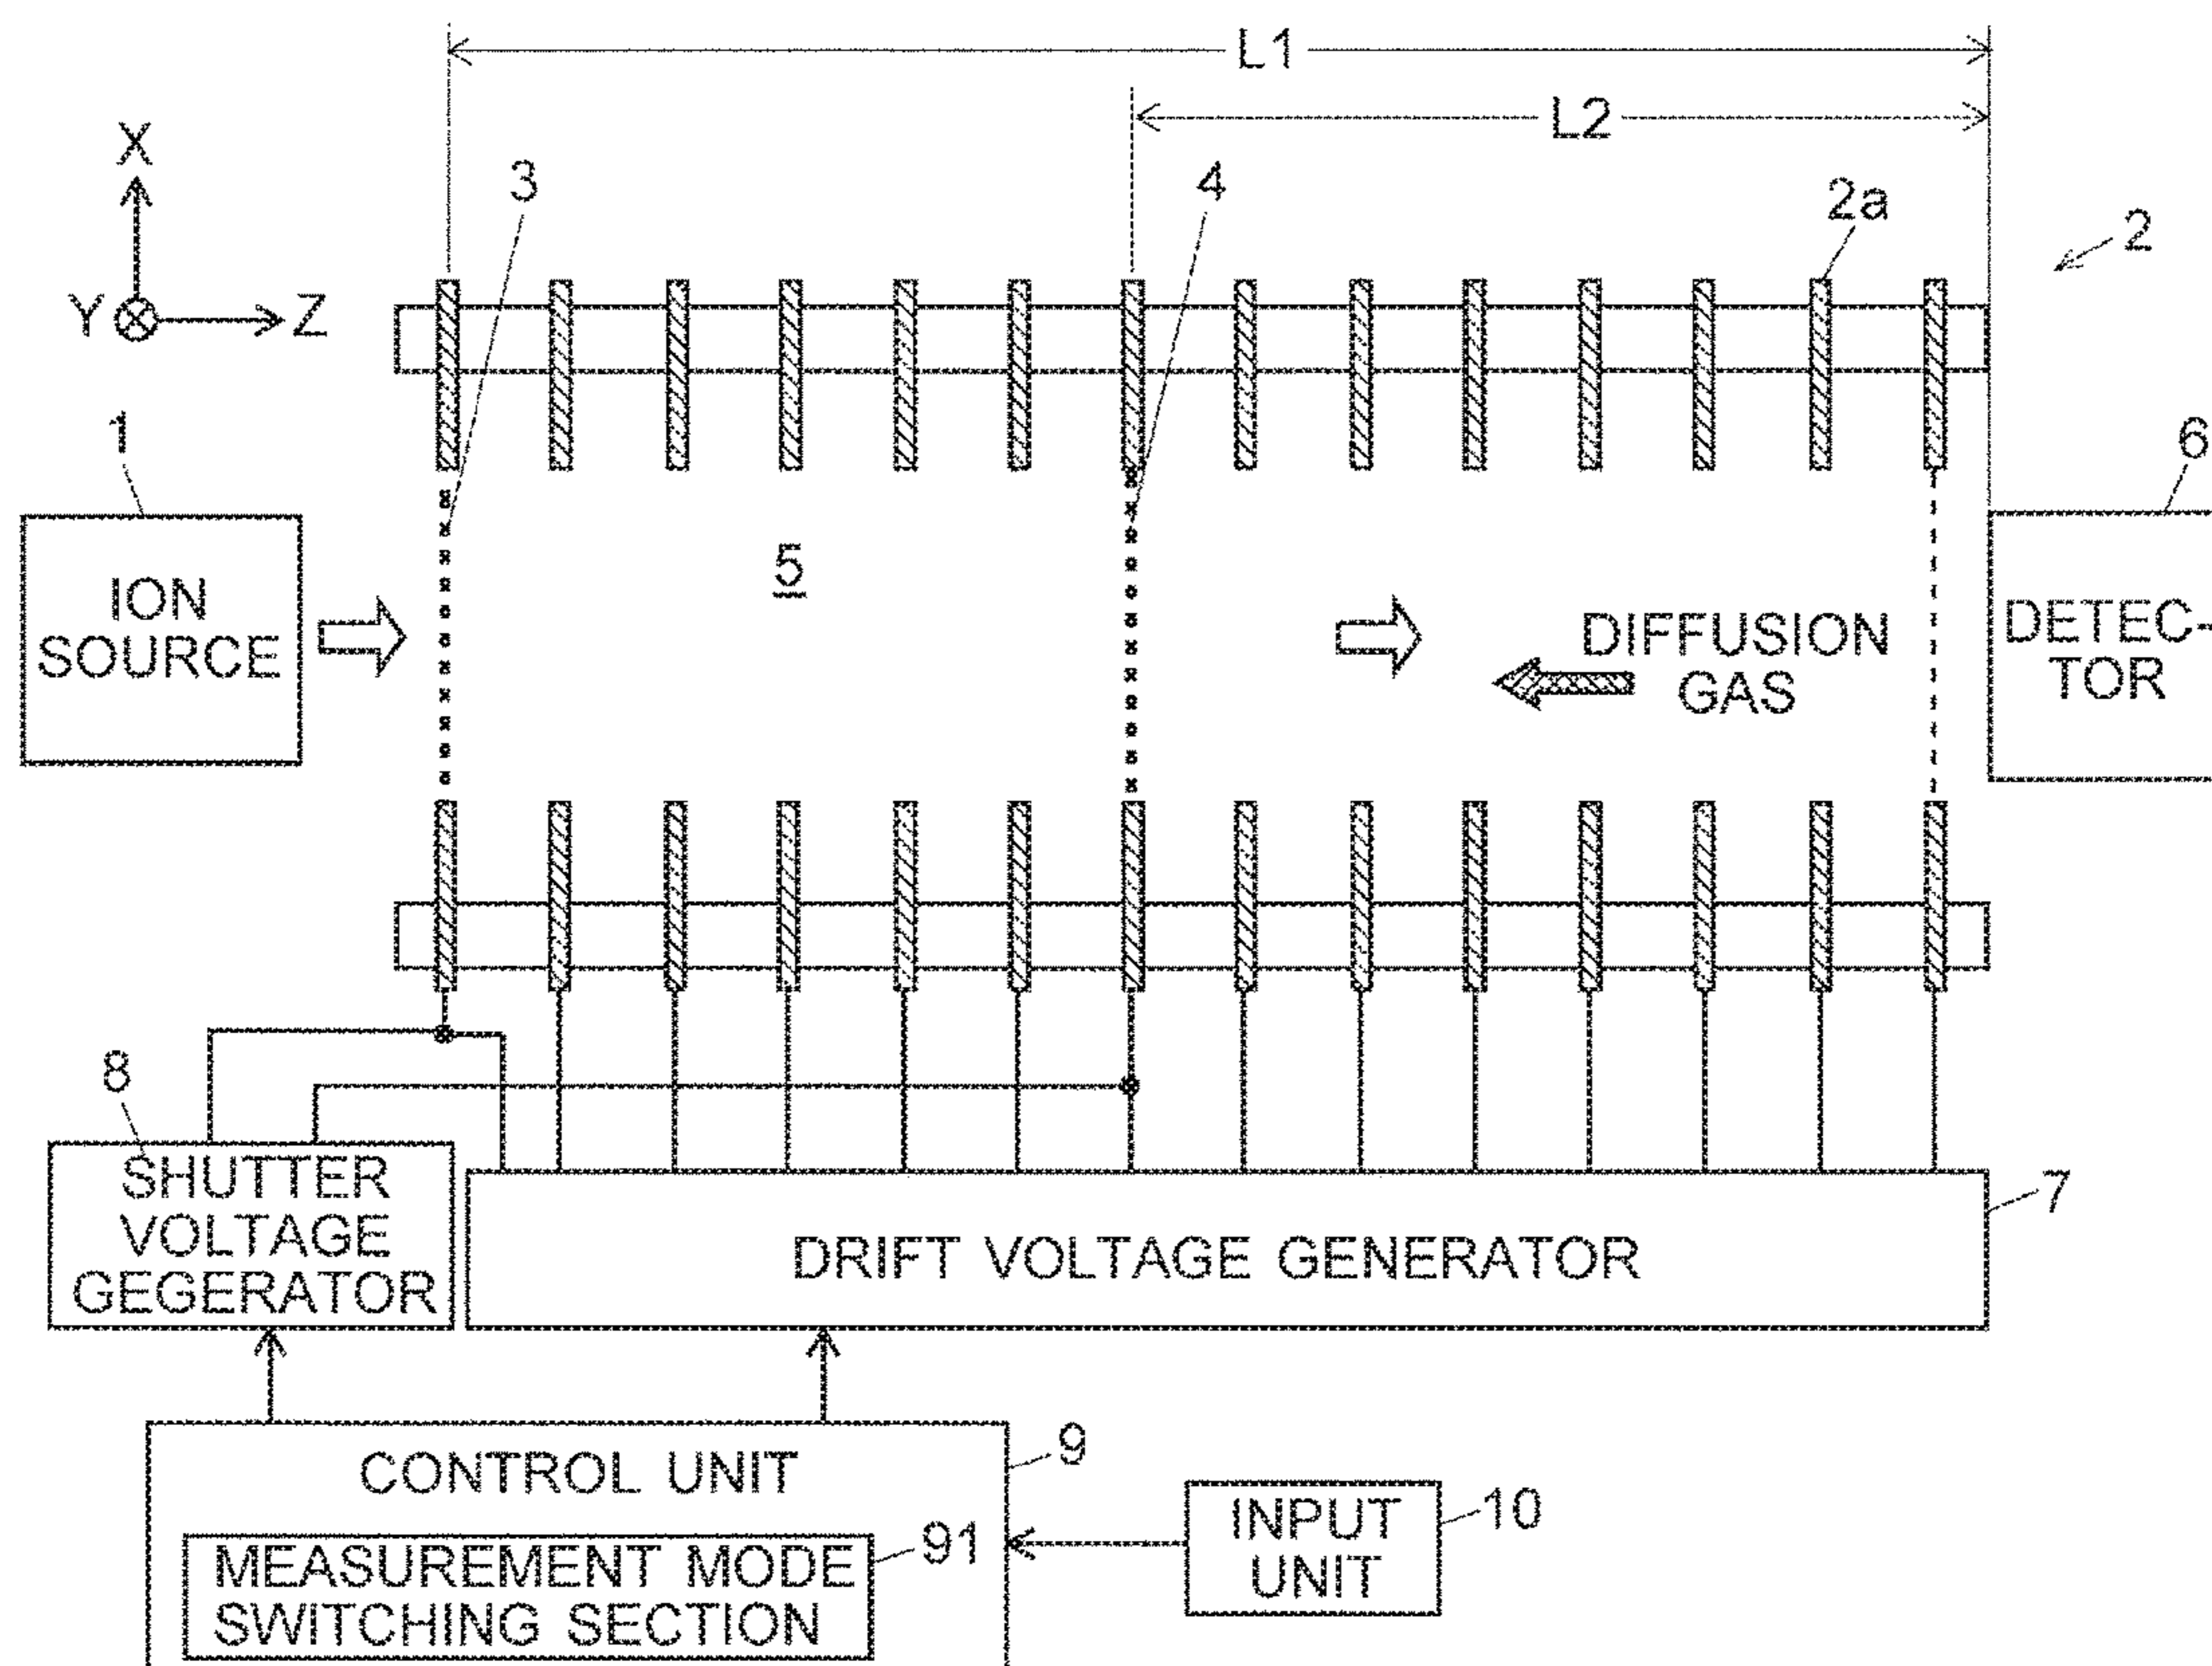 L1
L2
X
3
4
2a
2
Y
Z
1
6
5
ION
SOURCE
DIFFUSION
GAS
DETEC-
TOR
8
SHUTTER
VOLTAGE
GEGERATOR
7
DRIFT VOLTAGE GENERATOR
9
CONTROL UNIT
10
INPUT
UNIT
91
MEASUREMENT MODE
SWITCHING SECTION